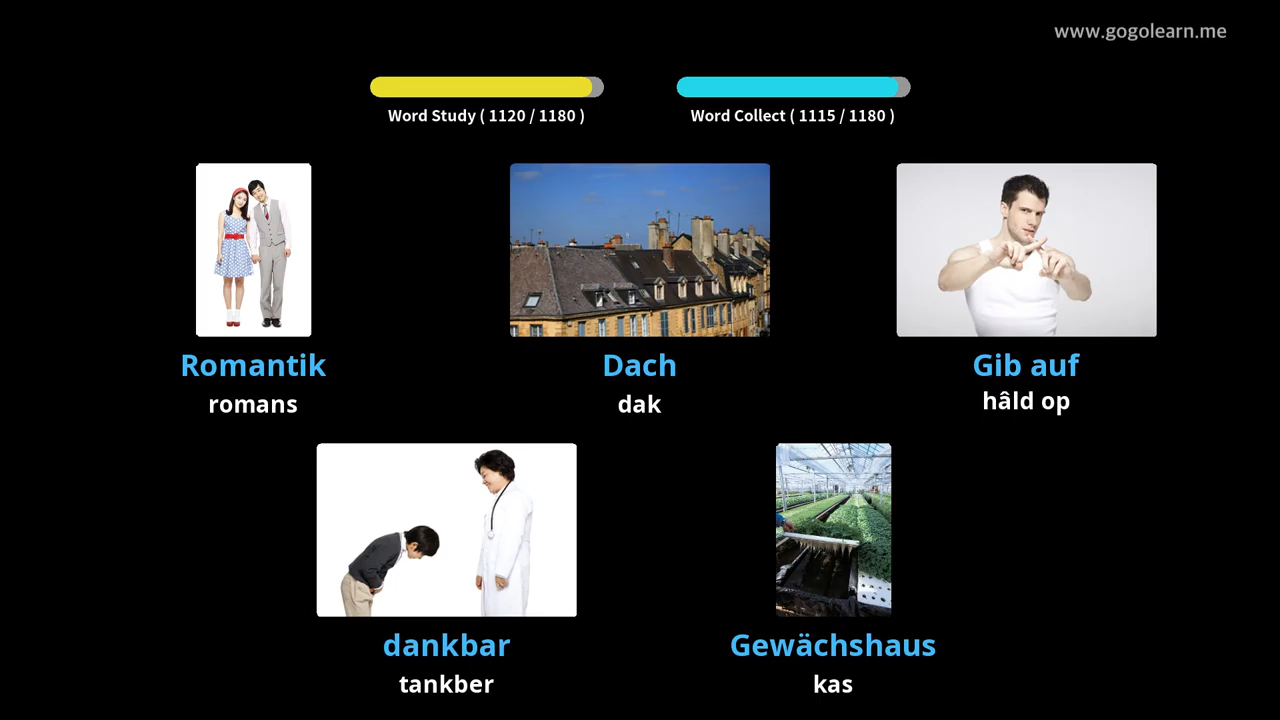 www.gogolearn.me
Word Study ( 1120 / 1180 )
Word Collect ( 1115 / 1180 )
Romantik
romans
Dach
dak
Gib auf
hâld op
dankbar
tankber
Gewächshaus
kas